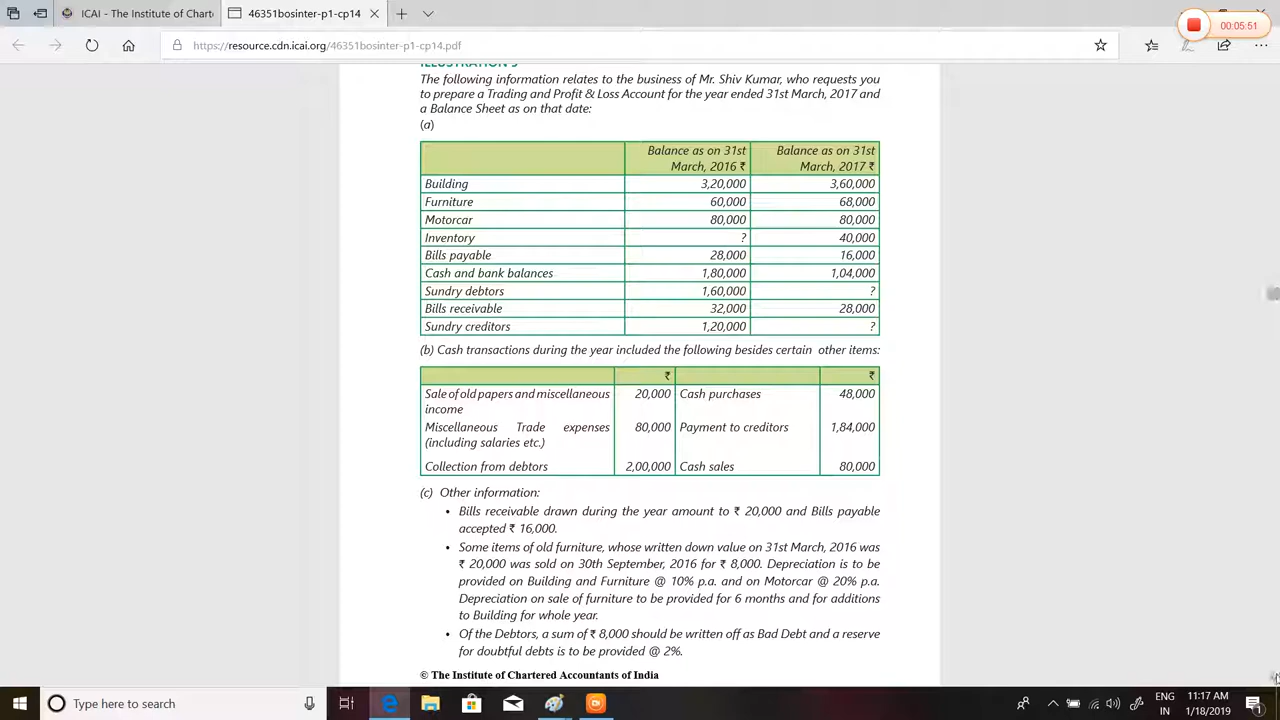 ICAI - The Institute of Chart
46351bosinter-p1-cp14
00:05:51
https://resource.cdn.icai.org/46351bosinter-p1-cp14.pdf
The following information relates to the business of Mr. Shiv Kumar, who requests you
to prepare a Trading and Profit & Loss Account for the year ended 31st March, 2017 and
a Balance Sheet as on that date:
(a)
Balance as on 31st March, 2016 ₹ Balance as on 31st March, 2017 ₹
Building 3,20,000 3,60,000
Furniture 60,000 68,000
Motorcar 80,000 80,000
Inventory ? 40,000
Bills payable 28,000 16,000
Cash and bank balances 1,80,000 1,04,000
Sundry debtors 1,60,000 ?
Bills receivable 32,000 28,000
Sundry creditors 1,20,000 ?
(b) Cash transactions during the year included the following besides certain other items:
₹ ₹
Sale of old papers and miscellaneous income 20,000 Cash purchases 48,000
Miscellaneous Trade expenses (including salaries etc.) 80,000 Payment to creditors 1,84,000
Collection from debtors 2,00,000 Cash sales 80,000
(c) Other information:
• Bills receivable drawn during the year amount to ₹ 20,000 and Bills payable
accepted ₹ 16,000.
• Some items of old furniture, whose written down value on 31st March, 2016 was
₹ 20,000 was sold on 30th September, 2016 for ₹ 8,000. Depreciation is to be
provided on Building and Furniture @ 10% p.a. and on Motorcar @ 20% p.a.
Depreciation on sale of furniture to be provided for 6 months and for additions
to Building for whole year.
• Of the Debtors, a sum of ₹ 8,000 should be written off as Bad Debt and a reserve
for doubtful debts is to be provided @ 2%.
© The Institute of Chartered Accountants of India
Type here to search
ENG 11:17 AM
IN 1/18/2019